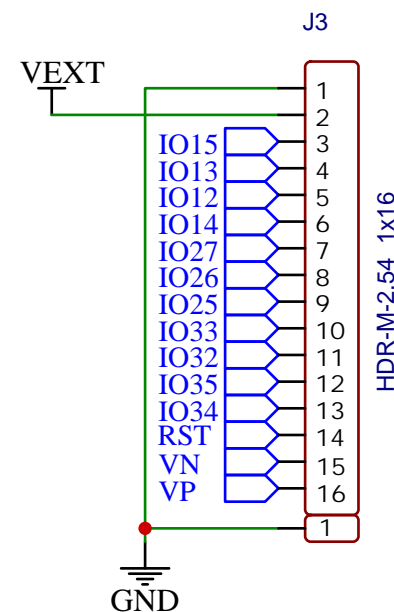 J3
VEXT
1
2
IO15 3
IO13 4
IO12 5
IO14 6
IO27 7
IO26 8
IO25 9
IO33 10
IO32 11
IO35 12
IO34 13
RST 14
VN 15
VP 16
1
GND
HDR-M-2.54 1x16